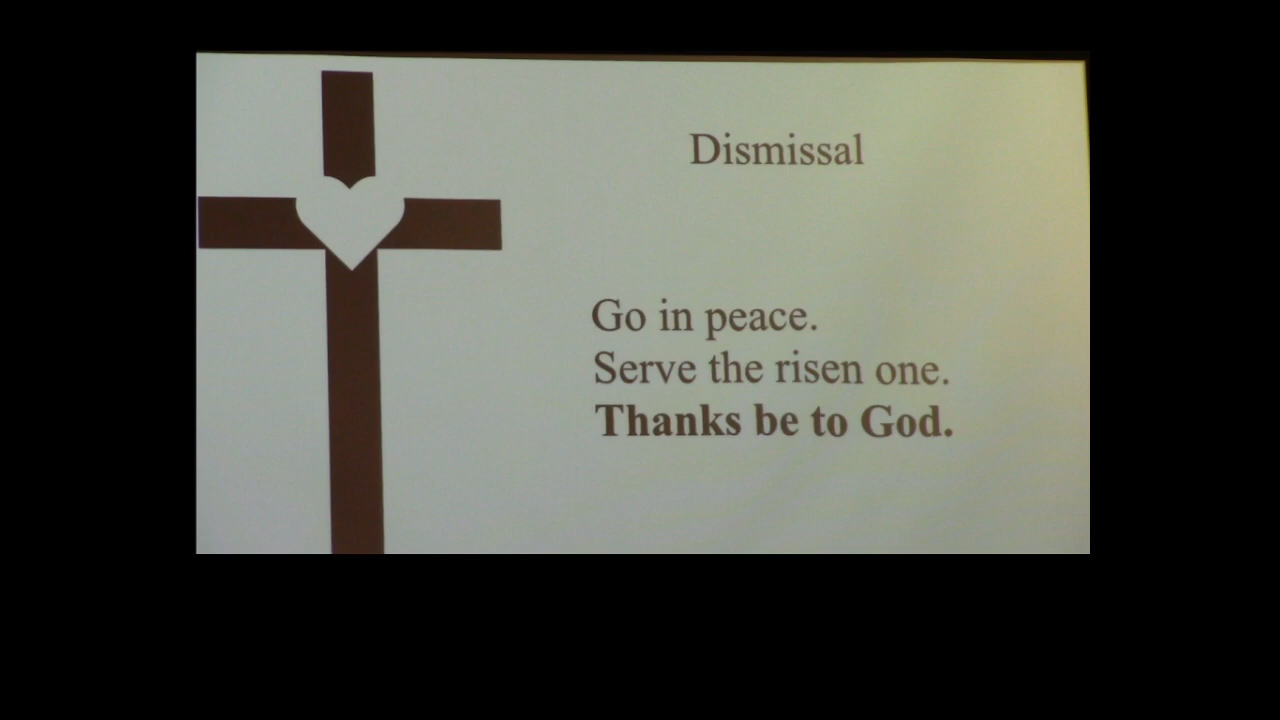 Dismissal
Go in peace.
Serve the risen one.
Thanks be to God.